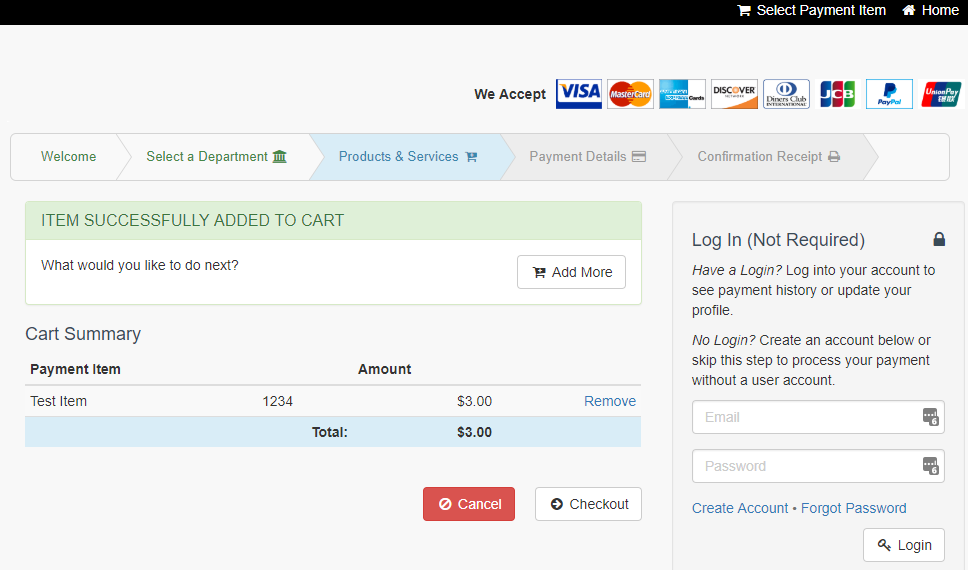 Select Payment Item Home
We Accept VISA MasterCard DISCOVER NETWORK Diners Club INTERNATIONAL JCB PayPal UnionPay
Welcome Select a Department Products & Services Payment Details Confirmation Receipt
ITEM SUCCESSFULLY ADDED TO CART
What would you like to do next?
Add More
Cart Summary
Payment Item Amount
Test Item 1234 $3.00 Remove
Total: $3.00
Cancel Checkout
Log In (Not Required)
Have a Login? Log into your account to
see payment history or update your
profile.
No Login? Create an account below or
skip this step to process your payment
without a user account.
Email 6
Password 6
Create Account • Forgot Password
Login